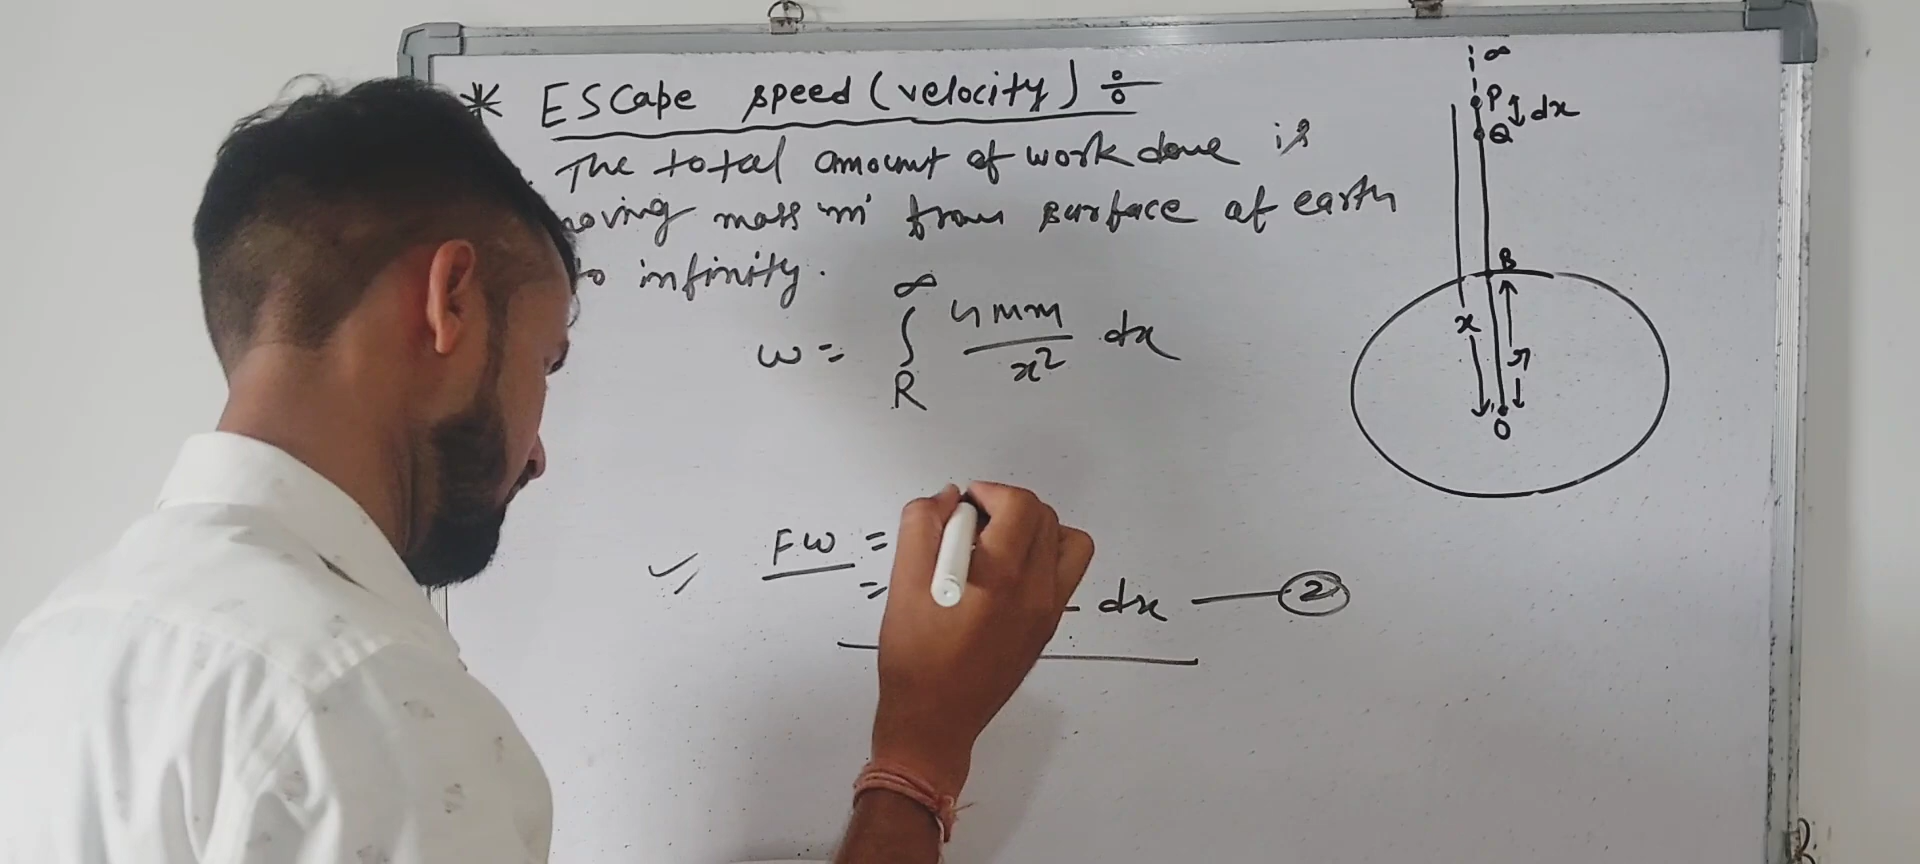 * Escape speed (velocity) ÷
The total amount of work done is
moving mass 'm' from surface of earth
to infinity.
w = ∫_R^∞ GMm/x² dx
FW =
= dx — ②
∞
P
dx
Q
B
x
r
O